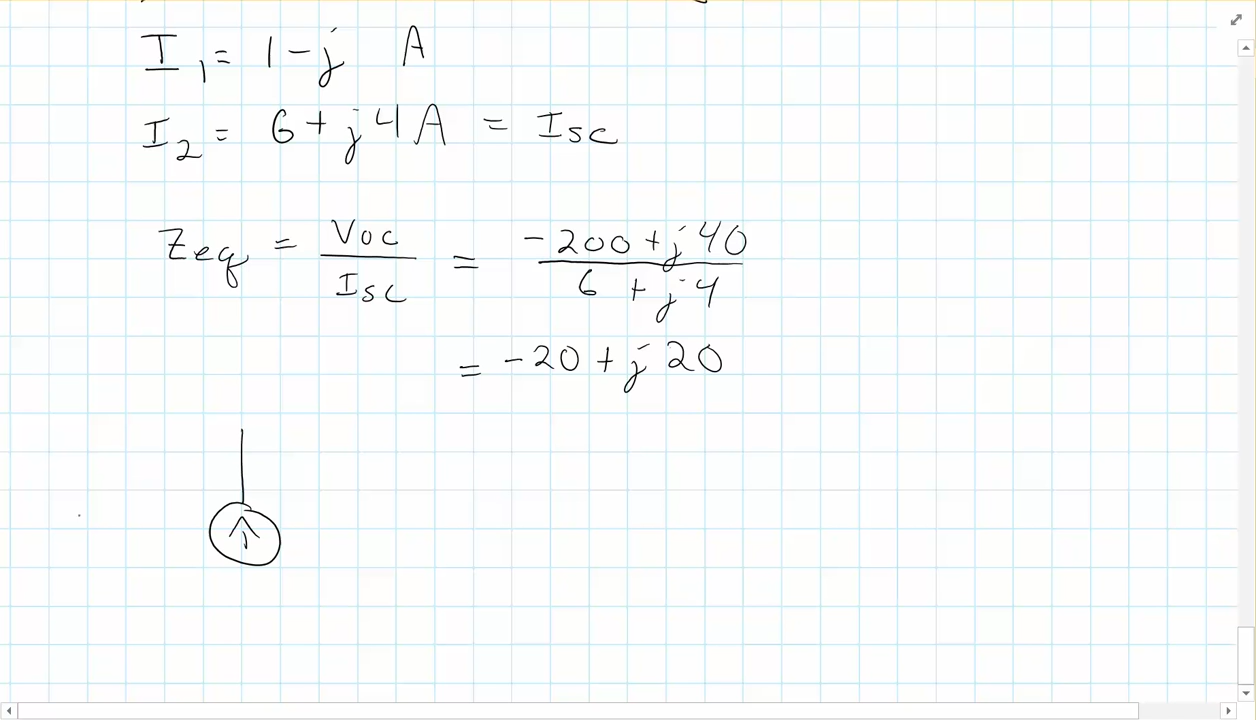 I₁ = 1 - j A
I₂ = 6 + j4 A = Isc
Zeq = Voc / Isc = -200 + j40 / 6 + j4
= -20 + j20